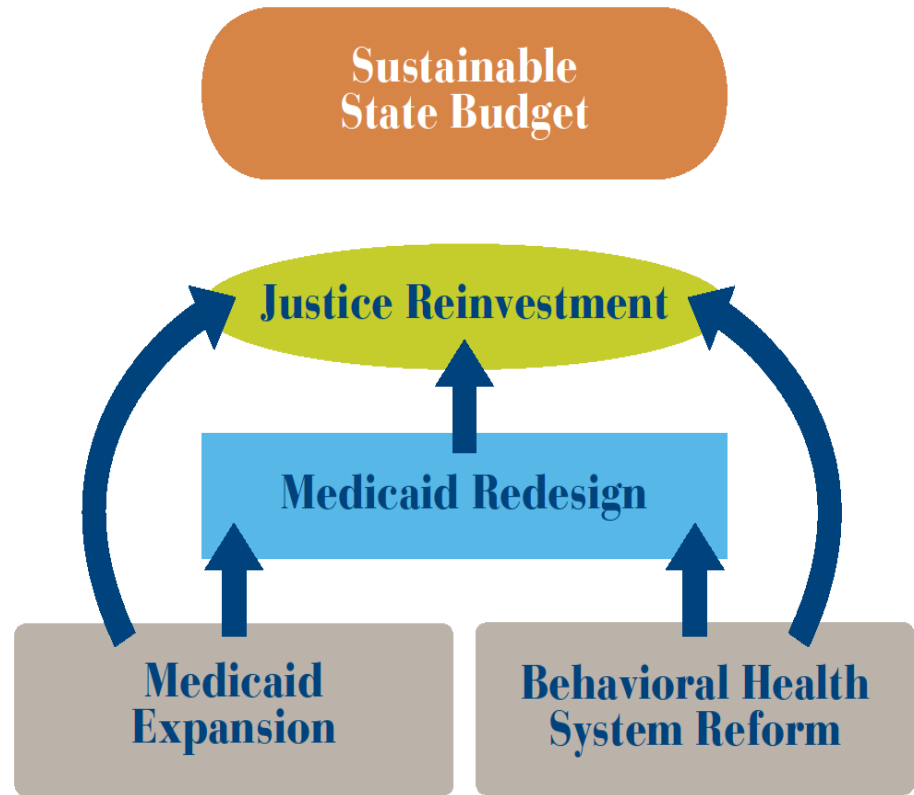 Sustainable
State Budget
Justice Reinvestment
Medicaid Redesign
Medicaid
Expansion
Behavioral Health
System Reform